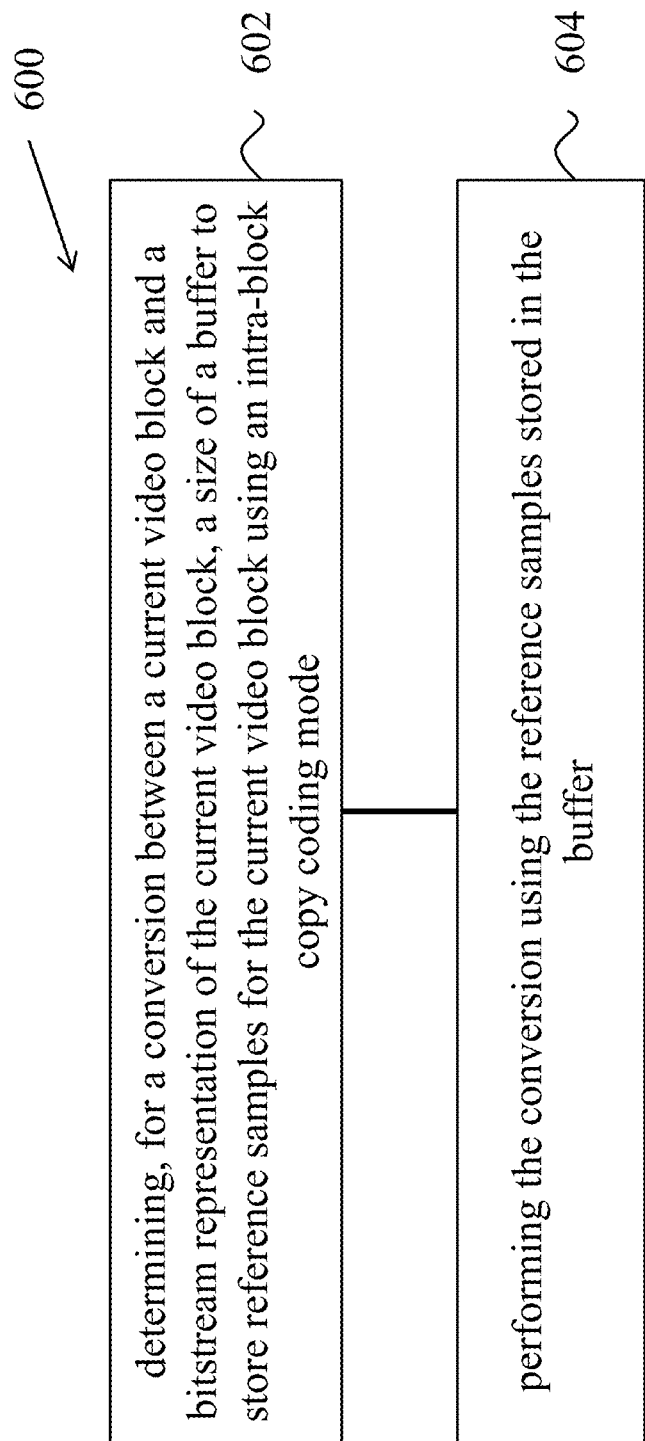 600
determining, for a conversion between a current video block and a
bitstream representation of the current video block, a size of a buffer to
store reference samples for the current video block using an intra-block
copy coding mode
602
performing the conversion using the reference samples stored in the
buffer
604